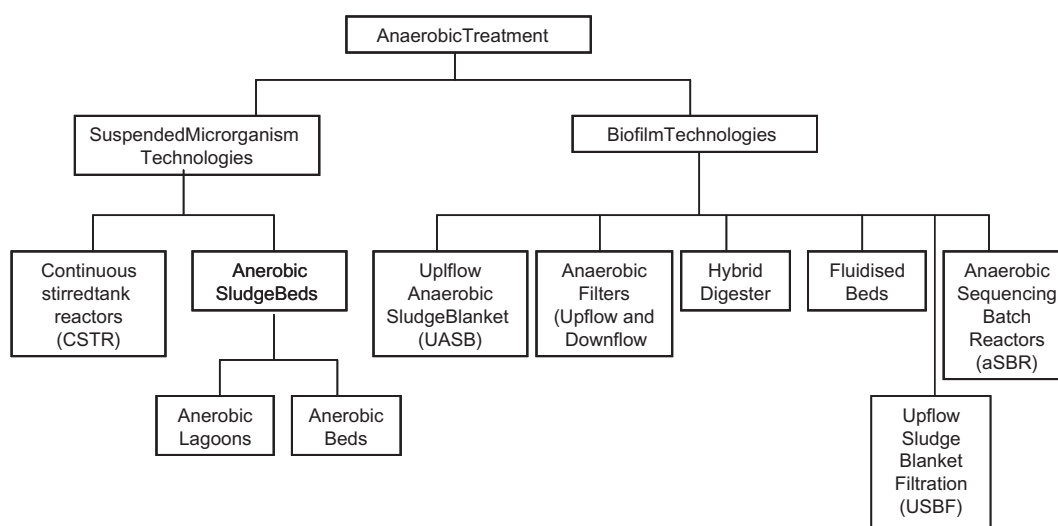 AnaerobicTreatment
SuspendedMicrorganism
Technologies
BiofilmTechnologies
Continuous
stirredtank
reactors
(CSTR)
Anerobic
SludgeBeds
Uplflow
Anaerobic
SludgeBlanket
(UASB)
Anaerobic
Filters
(Upflow and
Downflow
Hybrid
Digester
Fluidised
Beds
Anaerobic
Sequencing
Batch
Reactors
(aSBR)
Anerobic
Lagoons
Anerobic
Beds
Upflow
Sludge
Blanket
Filtration
(USBF)